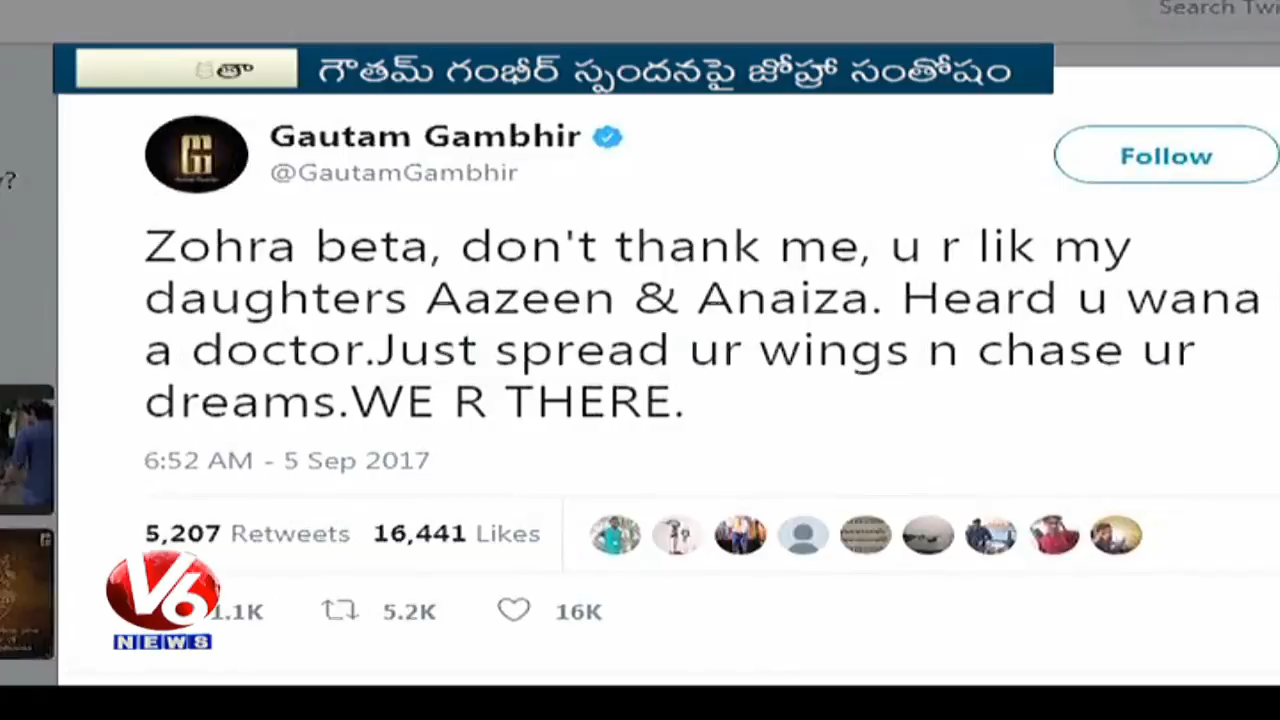 Search Twi
గౌతమ్ గంభీర్ స్పందనపై జోహ్రా సంతోషం
Gautam Gambhir
@GautamGambhir
Follow
Zohra beta, don't thank me, u r lik my
daughters Aazeen & Anaiza. Heard u wana
a doctor.Just spread ur wings n chase ur
dreams.WE R THERE.
6:52 AM - 5 Sep 2017
5,207 Retweets 16,441 Likes
1.1K 5.2K 16K
V6
NEWS